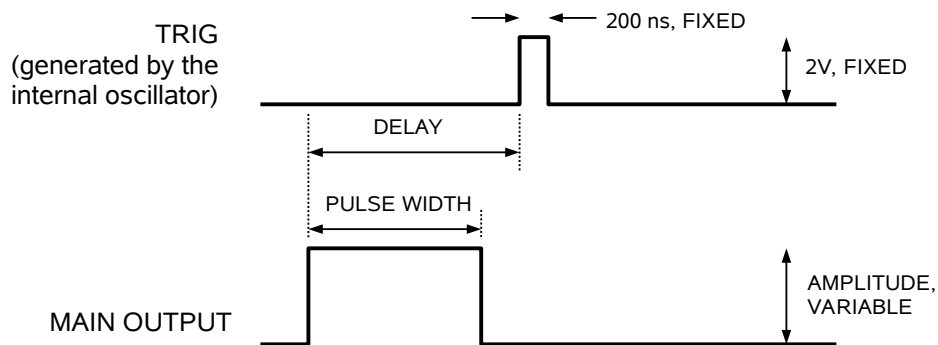 TRIG
(generated by the
internal oscillator)
200 ns, FIXED
2V, FIXED
DELAY
PULSE WIDTH
MAIN OUTPUT
AMPLITUDE,
VARIABLE